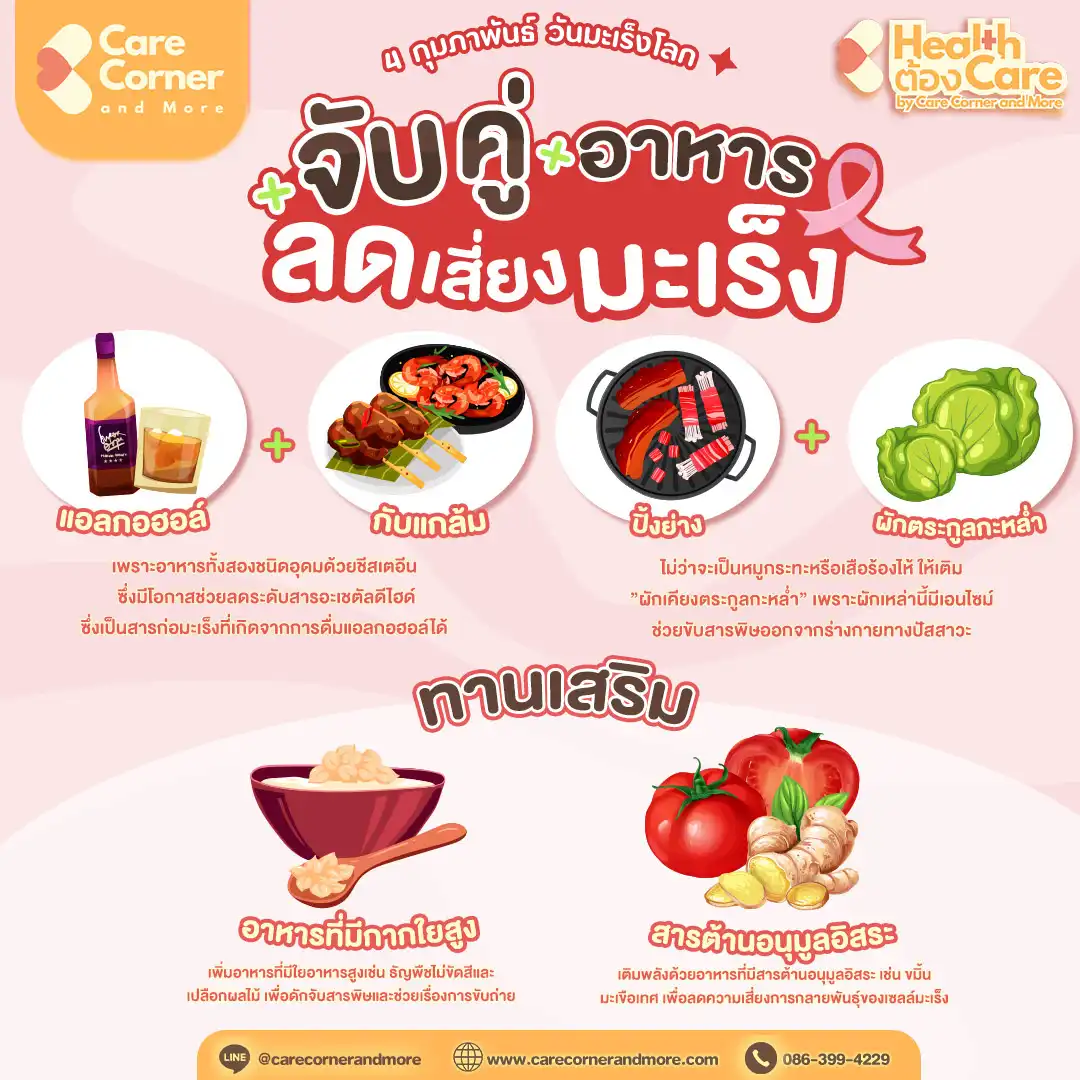 Care
Corner
and More
4 กุมภาพันธ์ วันมะเร็งโลก
Health
ต้อง Care
by Care Corner and More
จับคู่ อาหาร
ลดเสี่ยงมะเร็ง
แอลกอฮอล์
กับแกล้ม
ปิ้งย่าง
ผักตระกูลกะหล่ำ
เพราะอาหารทั้งสองชนิดอุดมด้วยซีสเตอีน
ซึ่งมีโอกาสช่วยลดระดับสารอะเซตัลดีไฮด์
ซึ่งเป็นสารก่อมะเร็งที่เกิดจากการดื่มแอลกอฮอล์ได้
ไม่ว่าจะเป็นหมูกระทะหรือเสือร้องไห้ ให้เติม
”ผักเคียงตระกูลกะหล่ำ” เพราะผักเหล่านี้มีเอนไซม์
ช่วยขับสารพิษออกจากร่างกายทางปัสสาวะ
ทานเสริม
อาหารที่มีกากใยสูง
เพิ่มอาหารที่มีใยอาหารสูงเช่น ธัญพืชไม่ขัดสีและ
เปลือกผลไม้ เพื่อดักจับสารพิษและช่วยเรื่องการขับถ่าย
สารต้านอนุมูลอิสระ
เติมพลังด้วยอาหารที่มีสารต้านอนุมูลอิสระ เช่น ขมิ้น
มะเขือเทศ เพื่อลดความเสี่ยงการกลายพันธุ์ของเซลล์มะเร็ง
LINE @carecornerandmore
www.carecornerandmore.com
086-399-4229